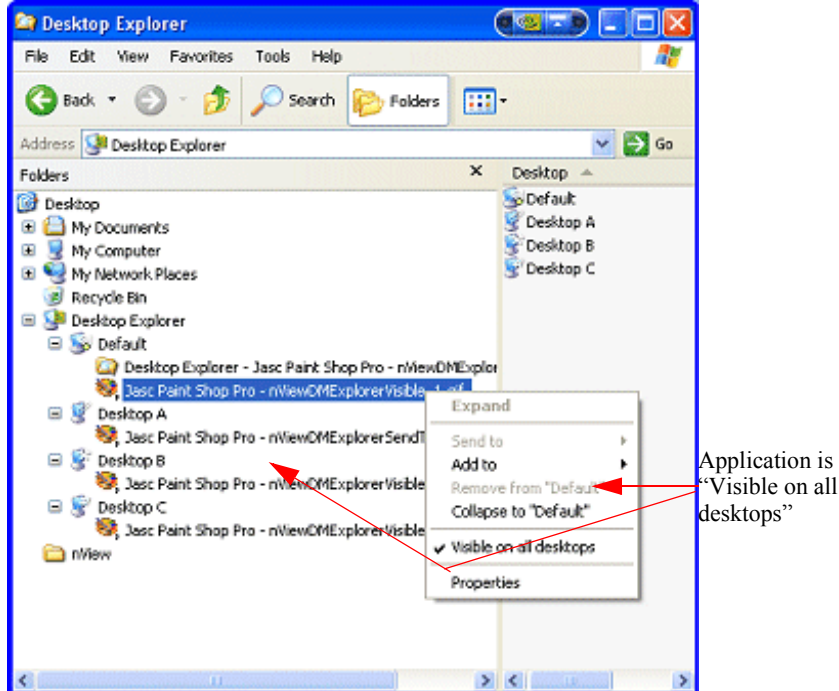 Desktop Explorer
File Edit View Favorites Tools Help
Back Search Folders
Address Desktop Explorer Go
Folders
Desktop
My Documents
My Computer
My Network Places
Recycle Bin
Desktop Explorer
Default
Desktop Explorer - Jasc Paint Shop Pro - nViewDMExplor
Jasc Paint Shop Pro - nViewDMExplorerVisible_1.gif
Desktop A
Jasc Paint Shop Pro - nViewDMExplorerSendT
Desktop B
Jasc Paint Shop Pro - nViewDMExplorerVisible
Desktop C
Jasc Paint Shop Pro - nViewDMExplorerVisible
nView
Desktop
Default
Desktop A
Desktop B
Desktop C
Expand
Send to
Add to
Remove from "Default"
Collapse to "Default"
Visible on all desktops
Properties
Application is
“Visible on all
desktops”